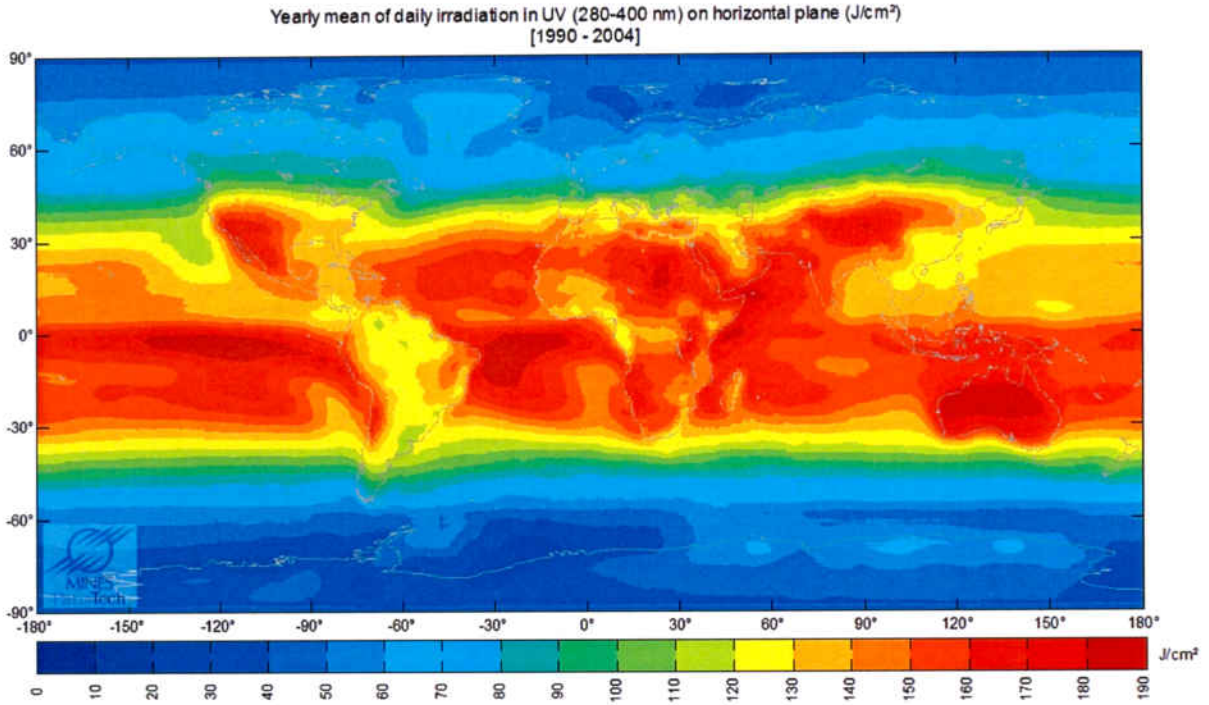 Yearly mean of daily irradiation in UV (280-400 nm) on horizontal plane (J/cm²)
[1990 - 2004]
90°
60°
30°
0°
-30°
-60°
-90°
MINES
ParisTech
-180° -150° -120° -90° -60° -30° 0° 30° 60° 90° 120° 150° 180°
J/cm²
0 10 20 30 40 50 60 70 80 90 100 110 120 130 140 150 160 170 180 190